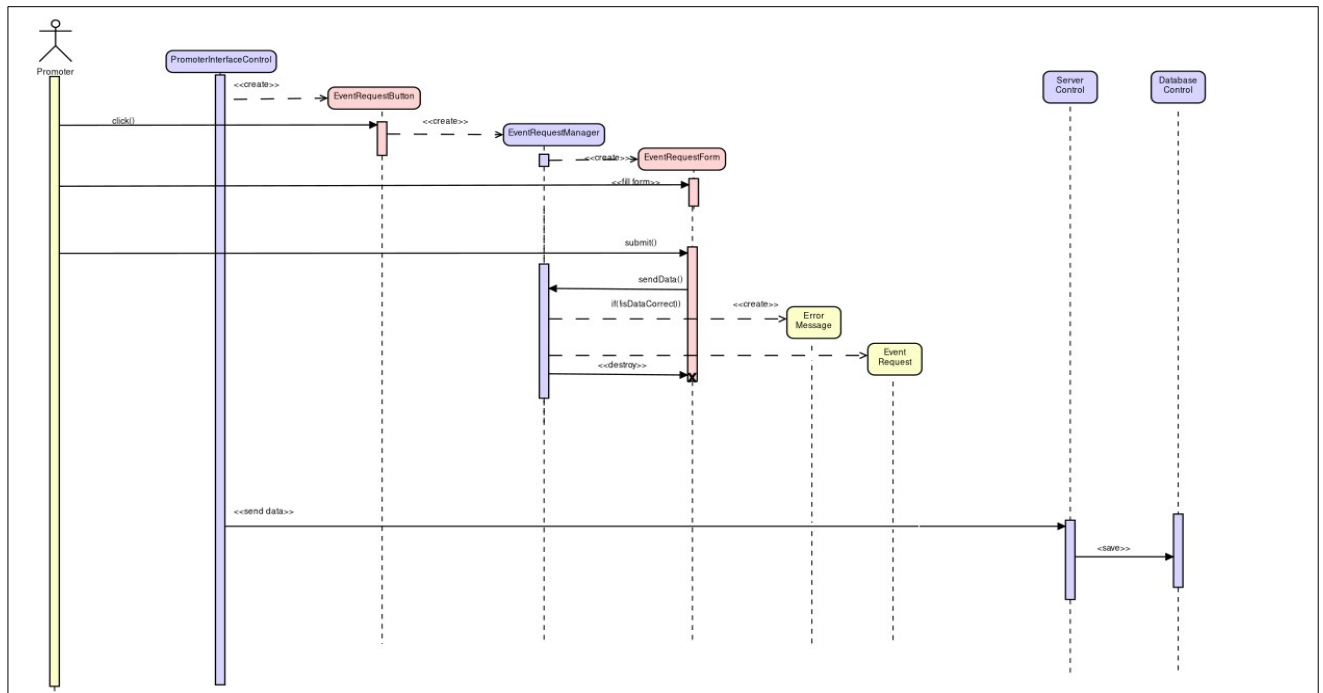 Promoter
PromoterInterfaceControl
<<create>>
EventRequestButton
Server
Control
Database
Control
click()
<<create>>
EventRequestManager
<<create>>
EventRequestForm
<<fill form>>
submit()
sendData()
if(!isDataCorrect))
<<create>>
Error
Message
Event
Request
<<destroy>>
<<send data>>
<save>>